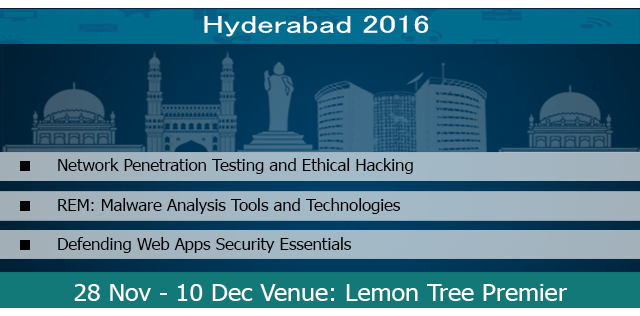 Hyderabad 2016
Network Penetration Testing and Ethical Hacking
REM: Malware Analysis Tools and Technologies
Defending Web Apps Security Essentials
28 Nov - 10 Dec Venue: Lemon Tree Premier